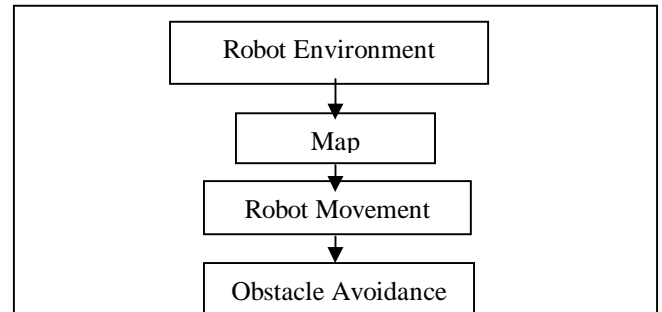 Robot Environment
Map
Robot Movement
Obstacle Avoidance